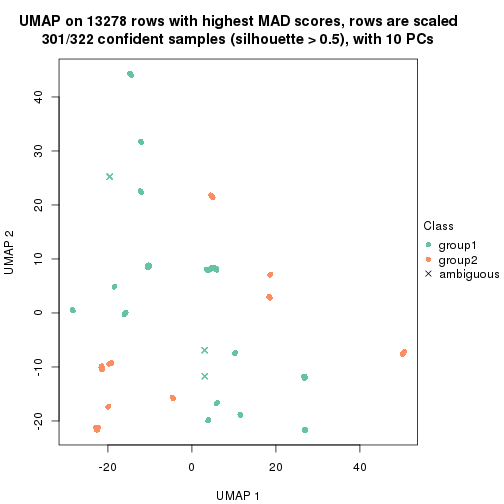 UMAP on 13278 rows with highest MAD scores, rows are scaled
301/322 confident samples (silhouette > 0.5), with 10 PCs
40
30
20
10
0
-10
-20
UMAP 2
-20
0
20
40
UMAP 1
Class
group1
group2
ambiguous